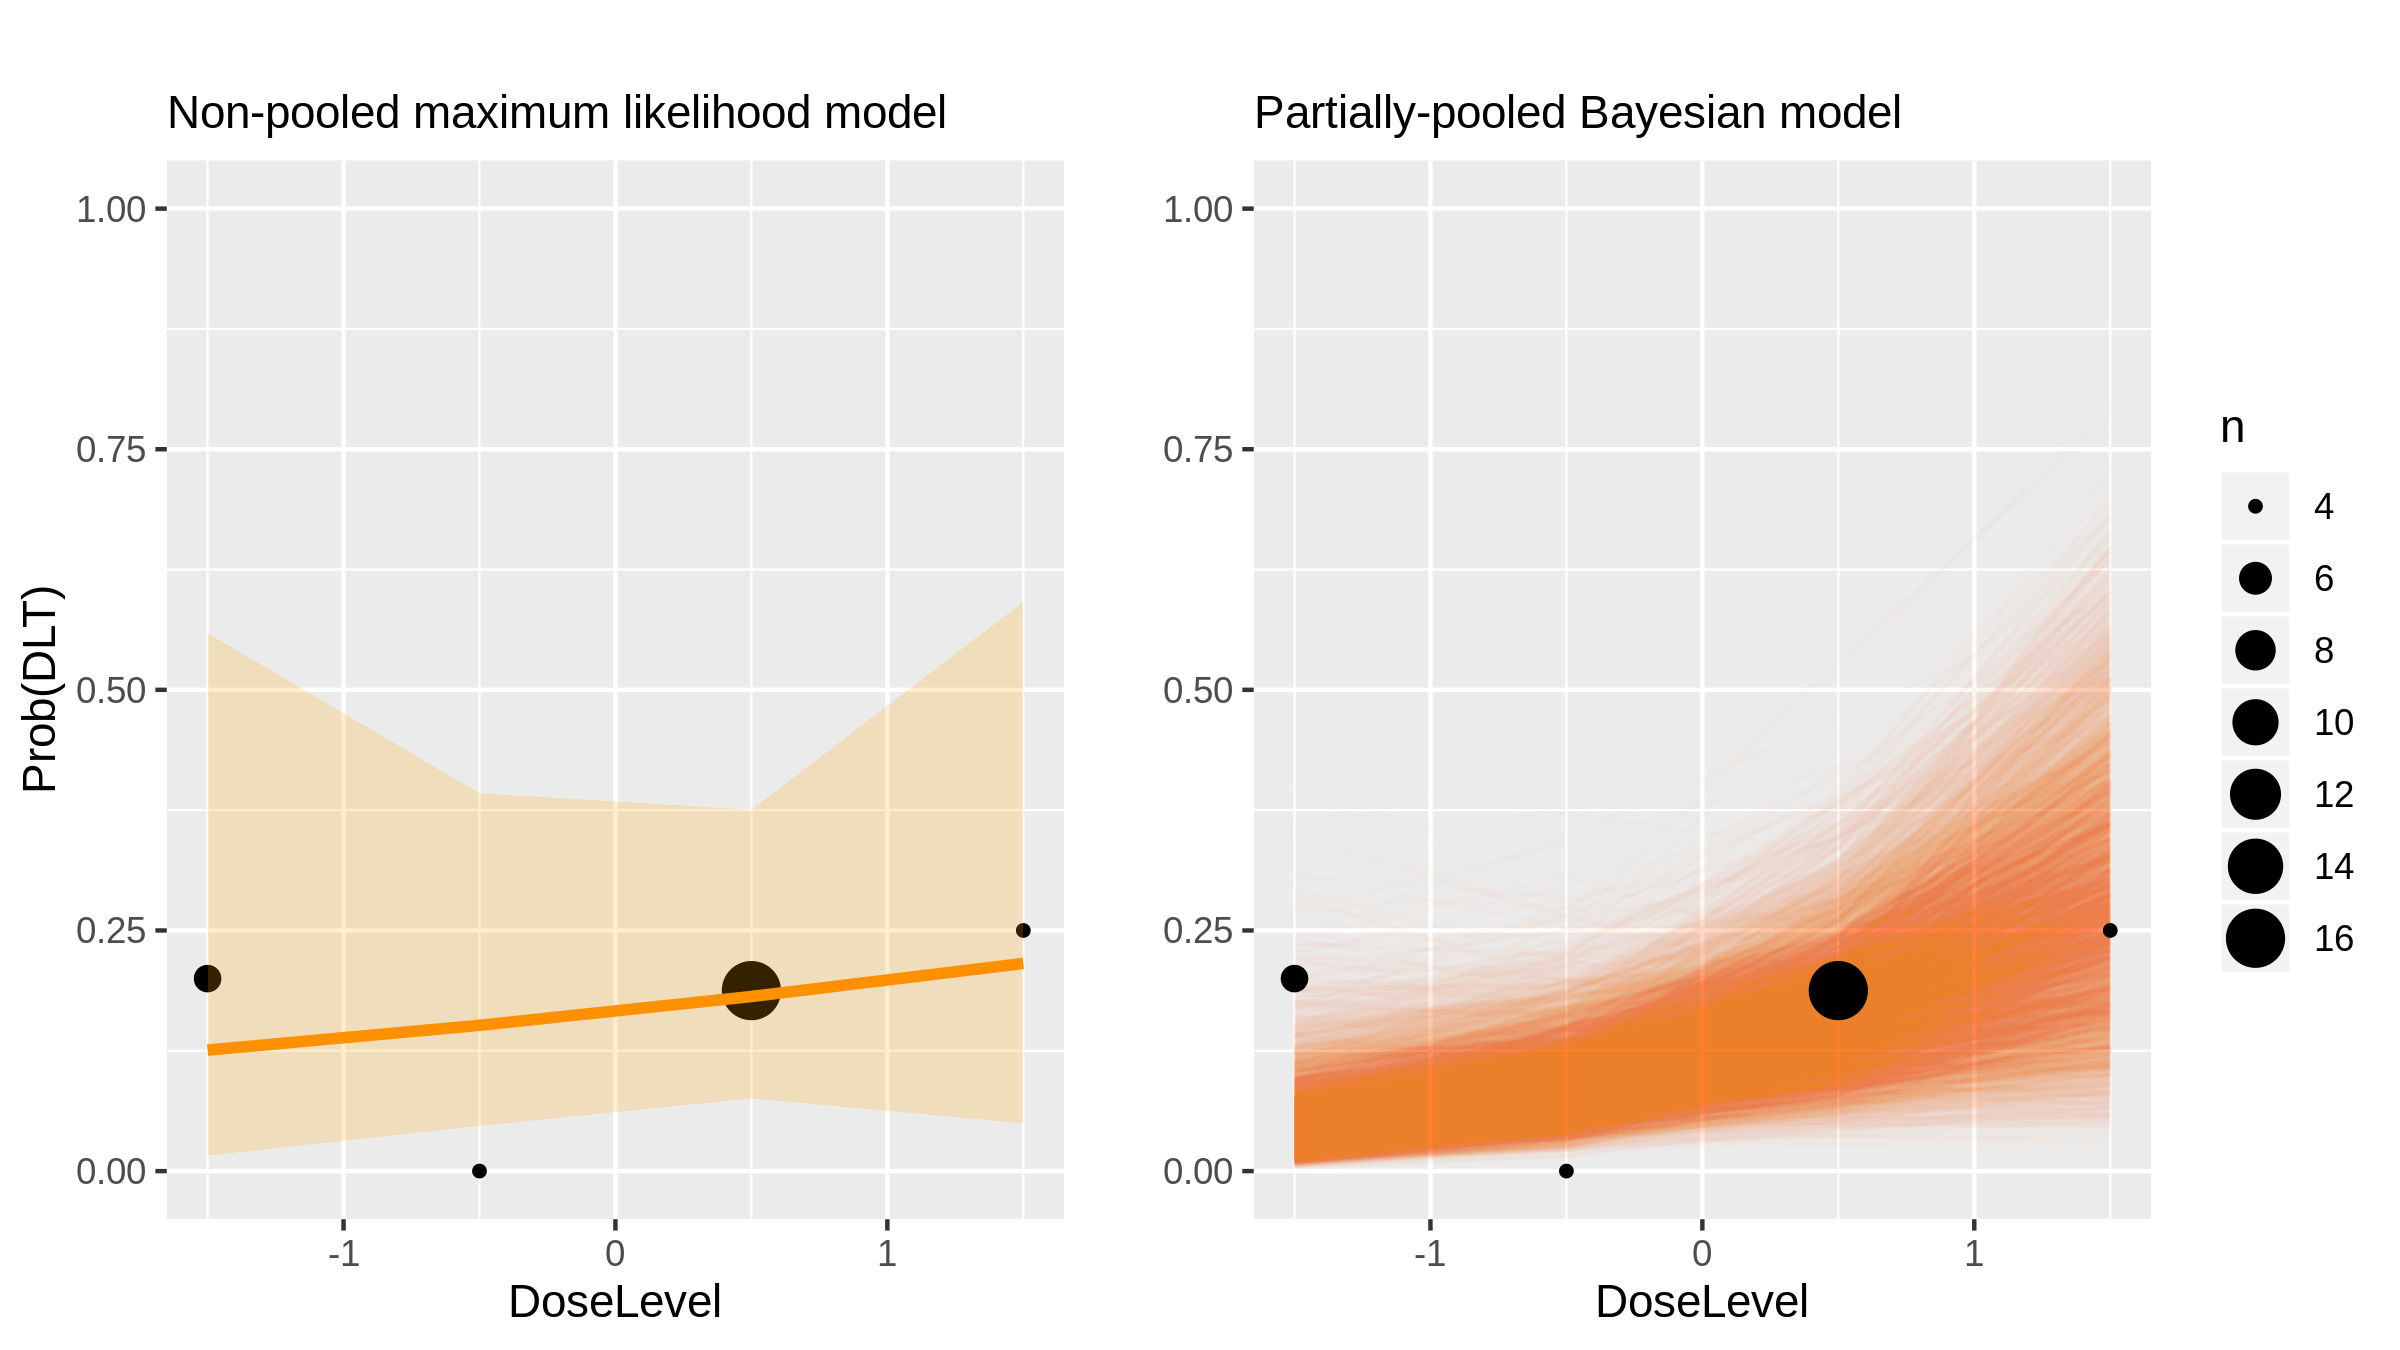 Non-pooled maximum likelihood model
Prob(DLT)
1.00
0.75
0.50
0.25
0.00
-1 0 1
DoseLevel
Partially-pooled Bayesian model
1.00
0.75
0.50
0.25
0.00
-1 0 1
DoseLevel
n
4
6
8
10
12
14
16